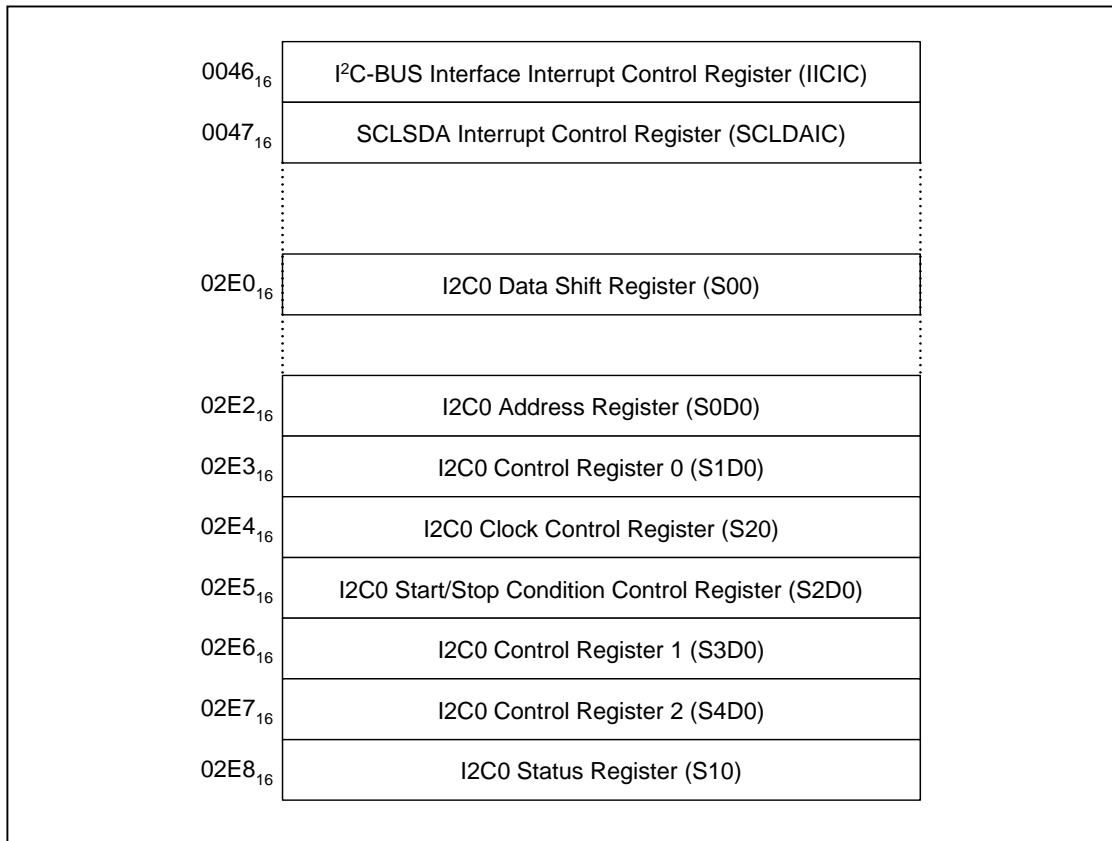 0046₁₆ I²C-BUS Interface Interrupt Control Register (IICIC)
0047₁₆ SCLSDA Interrupt Control Register (SCLDAIC)
02E0₁₆ I2C0 Data Shift Register (S00)
02E2₁₆ I2C0 Address Register (S0D0)
02E3₁₆ I2C0 Control Register 0 (S1D0)
02E4₁₆ I2C0 Clock Control Register (S20)
02E5₁₆ I2C0 Start/Stop Condition Control Register (S2D0)
02E6₁₆ I2C0 Control Register 1 (S3D0)
02E7₁₆ I2C0 Control Register 2 (S4D0)
02E8₁₆ I2C0 Status Register (S10)